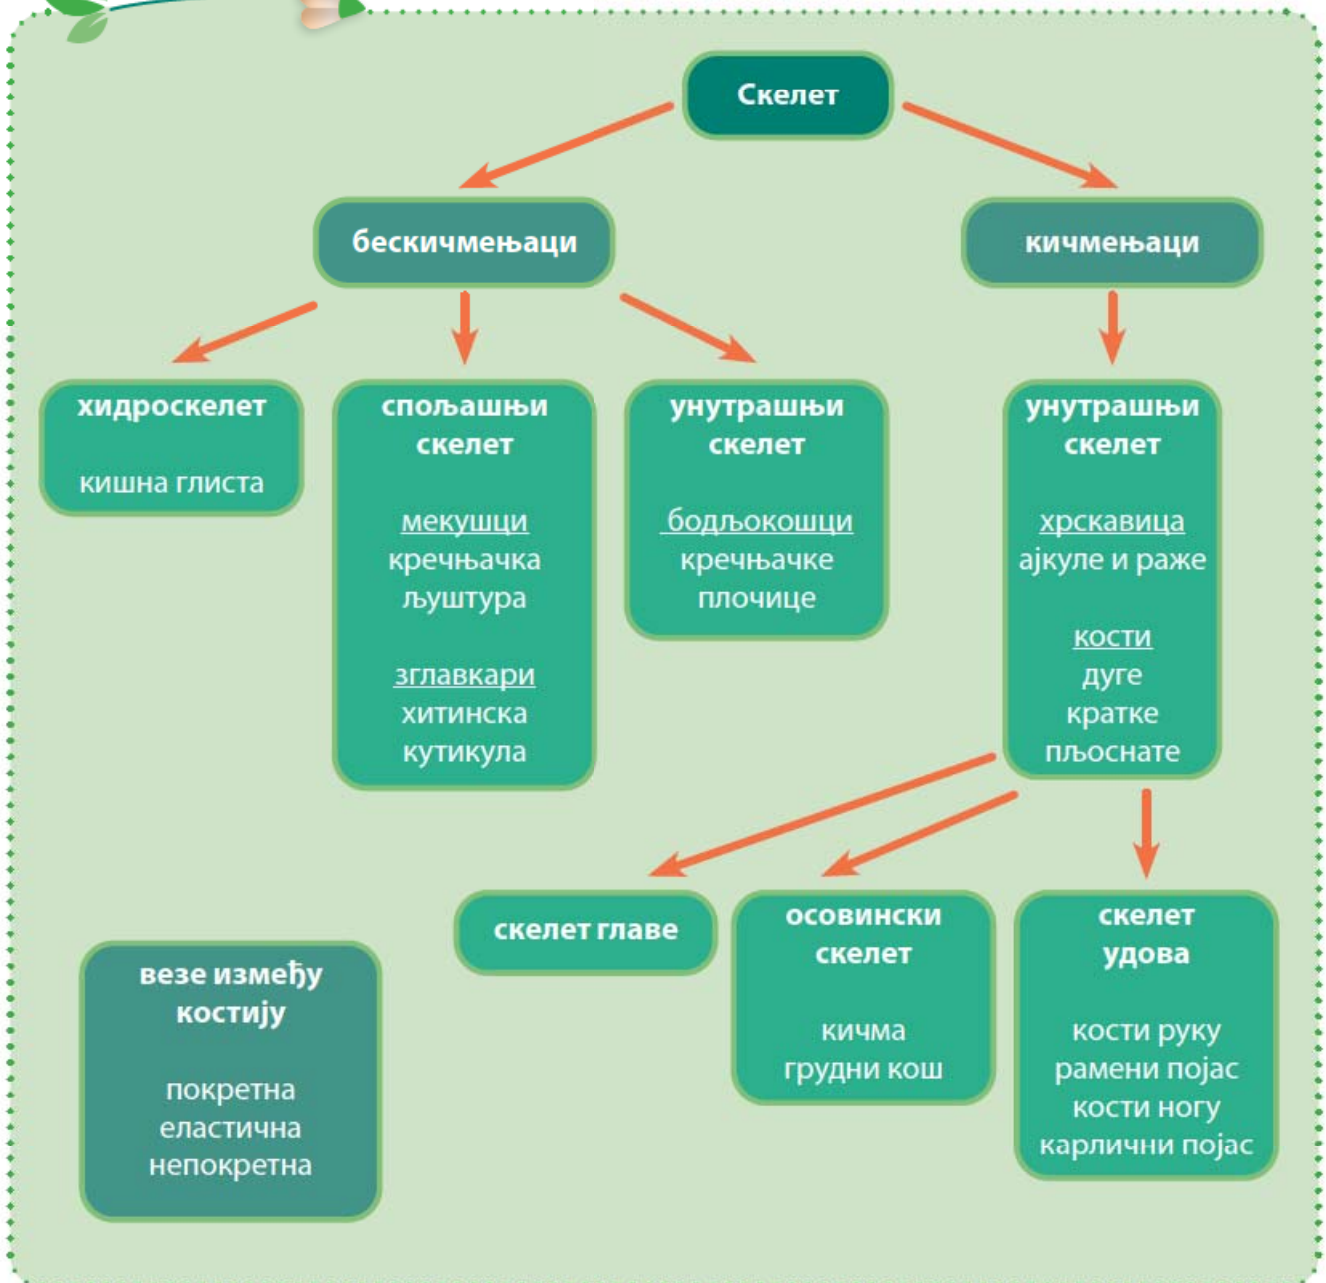 Скелет
бескичмењаци
кичмењаци
хидроскелет
кишна глиста
спољашњи
скелет
мекушци
кречњачка
љуштура
зглавкари
хитинска
кутикула
унутрашњи
скелет
бодљокошци
кречњачке
плочице
унутрашњи
скелет
хрскавица
ајкуле и раже
кости
дуге
кратке
пљоснате
скелет главе
осовински
скелет
кичма
грудни кош
скелет
удова
кости руку
рамени појас
кости ногу
карлични појас
везе између
костију
покретна
еластична
непокретна